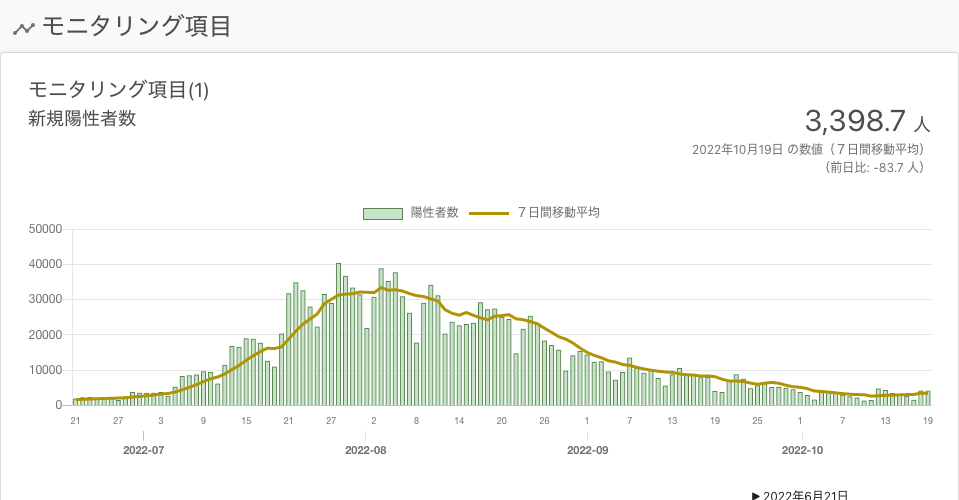 モニタリング項目
モニタリング項目(1)
新規陽性者数
3,398.7 人
2022年10月19日 の数値（７日間移動平均）
（前日比: -83.7 人）
陽性者数 ７日間移動平均
50000
40000
30000
20000
10000
0
21 27 3 9 15 21 27 2 8 14 20 26 1 7 13 19 25 1 7 13 19
2022-07 2022-08 2022-09 2022-10
▶ 2022年6月21日